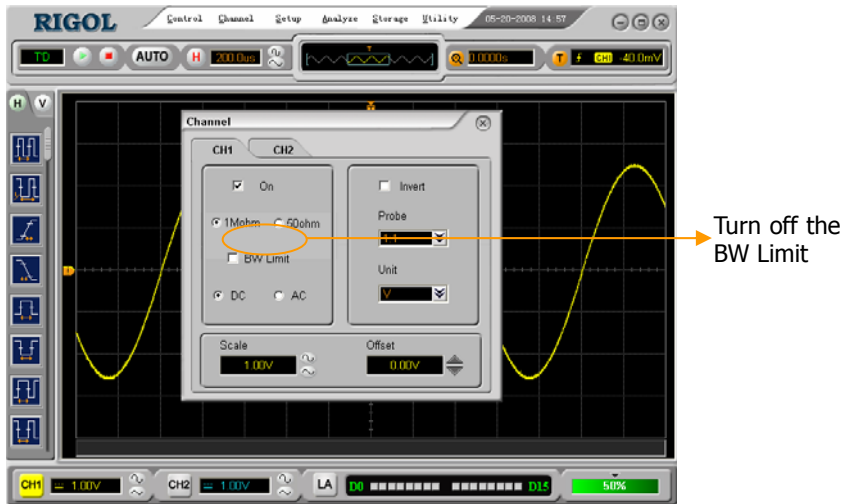 RIGOL
Control Channel Setup Analyze Storage Utility 05-20-2008 14:57
T'D AUTO H 200.0us 0.0000s T CH1 -40.0mV
H V
T
Channel
CH1 CH2
On
Invert
1Mohm 50ohm
Probe
1:1
BW Limit
Unit
DC AC
V
Scale
1.00V
Offset
0.00V
Turn off the
BW Limit
CH1 1.00V CH2 1.00V LA D0 D15 50%